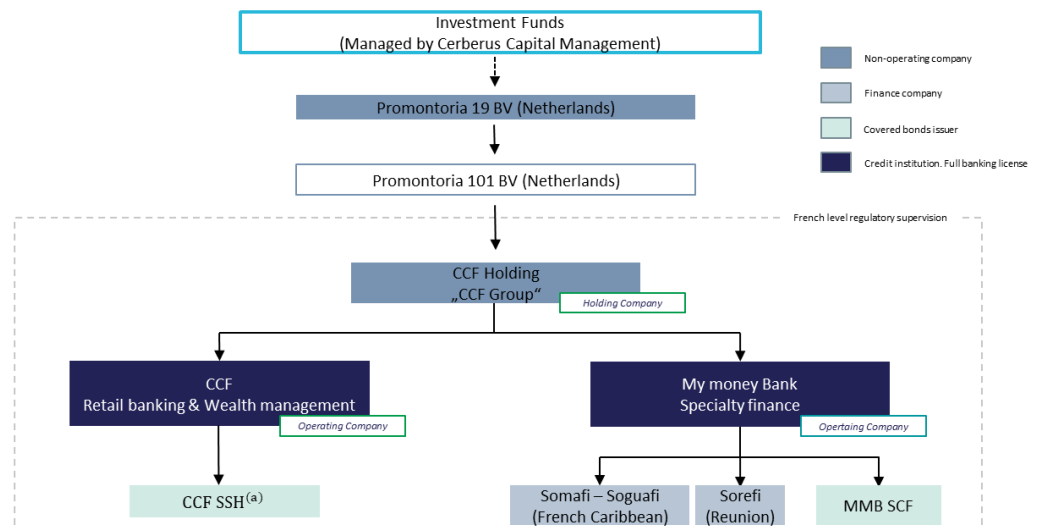 Investment Funds
(Managed by Cerberus Capital Management)
Non-operating company
Finance company
Covered bonds issuer
Credit institution. Full banking license
Promontoria 19 BV (Netherlands)
Promontoria 101 BV (Netherlands)
French level regulatory supervision
CCF Holding
„CCF Group“
Holding Company
CCF
Retail banking & Wealth management
Operating Company
My money Bank
Specialty finance
Opertaing Company
CCF SSH(a)
Somafi – Soguafi
(French Caribbean)
Sorefi
(Reunion)
MMB SCF